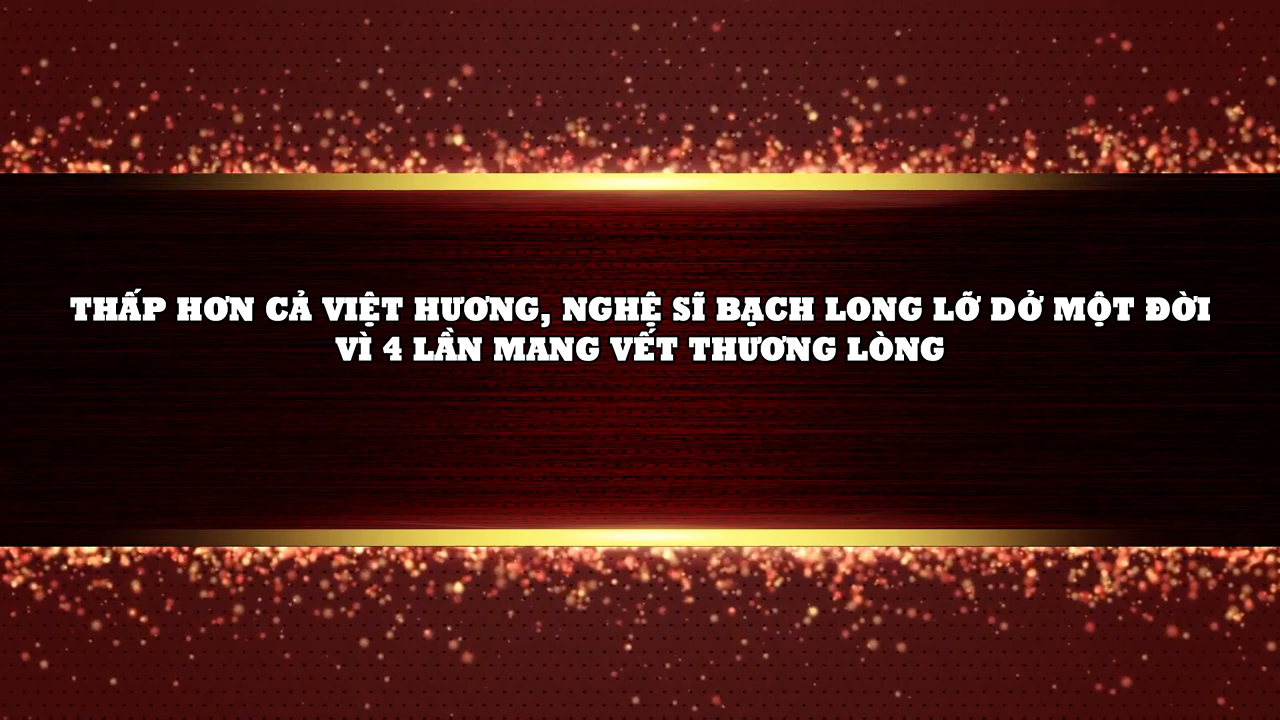 THẤP HƠN CẢ VIỆT HƯƠNG, NGHỆ SĨ BẠCH LONG LỠ DỞ MỘT ĐỜI
VÌ 4 LẦN MANG VẾT THƯƠNG LÒNG